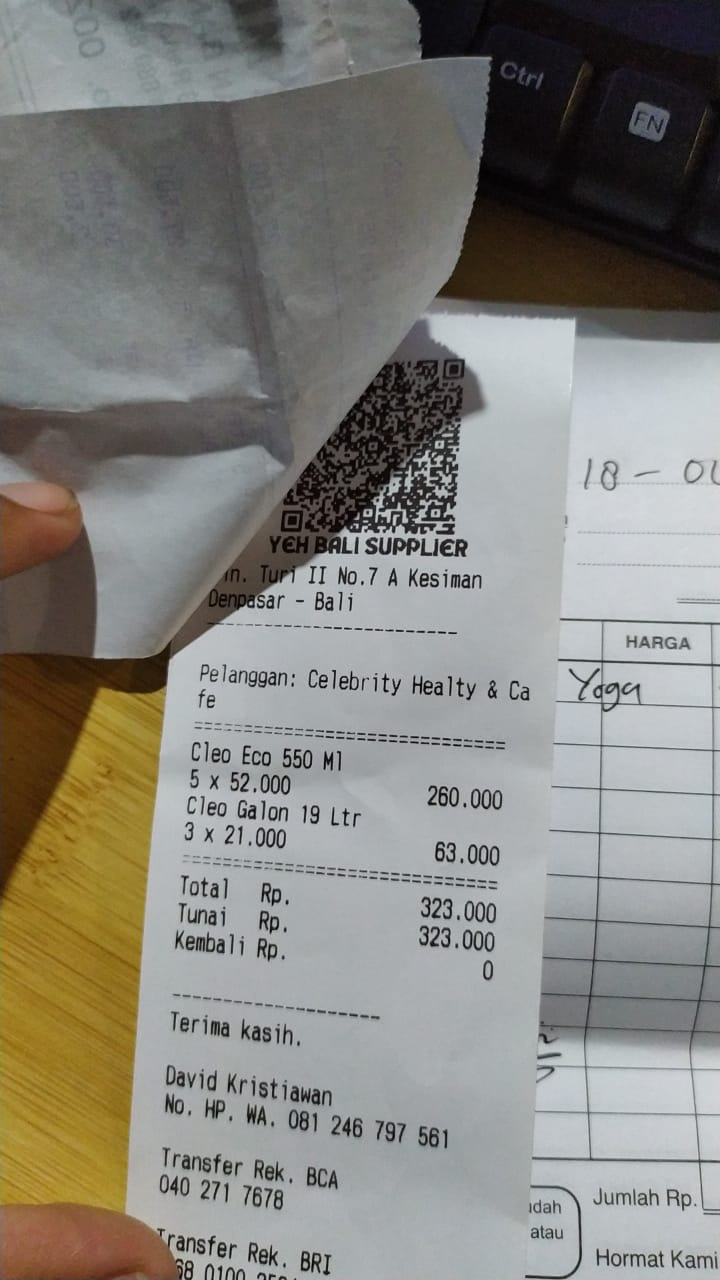 Ctrl
FN
18 - 0
YEH BALI SUPPLIER
Turi II No.7 A Kesiman
Denpasar - Bali
-------------------------
Pelanggan: Celebrity Healty & Ca
fe
================================
Cleo Eco 550 Ml
5 x 52.000 260.000
Cleo Galon 19 Ltr
3 x 21.000 63.000
================================
Total Rp. 323.000
Tunai Rp. 323.000
Kembali Rp. 0
---------------------
Terima kasih.
David Kristiawan
No. HP. WA. 081 246 797 561
Transfer Rek. BCA
040 271 7678
Transfer Rek. BRI
0100
HARGA
Yoga
atau
Jumlah Rp.
Hormat Kami